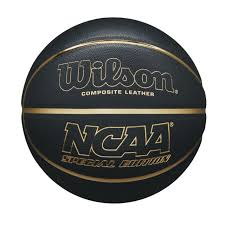 Wilson
COMPOSITE LEATHER
NCAA
SPECIAL EDITION